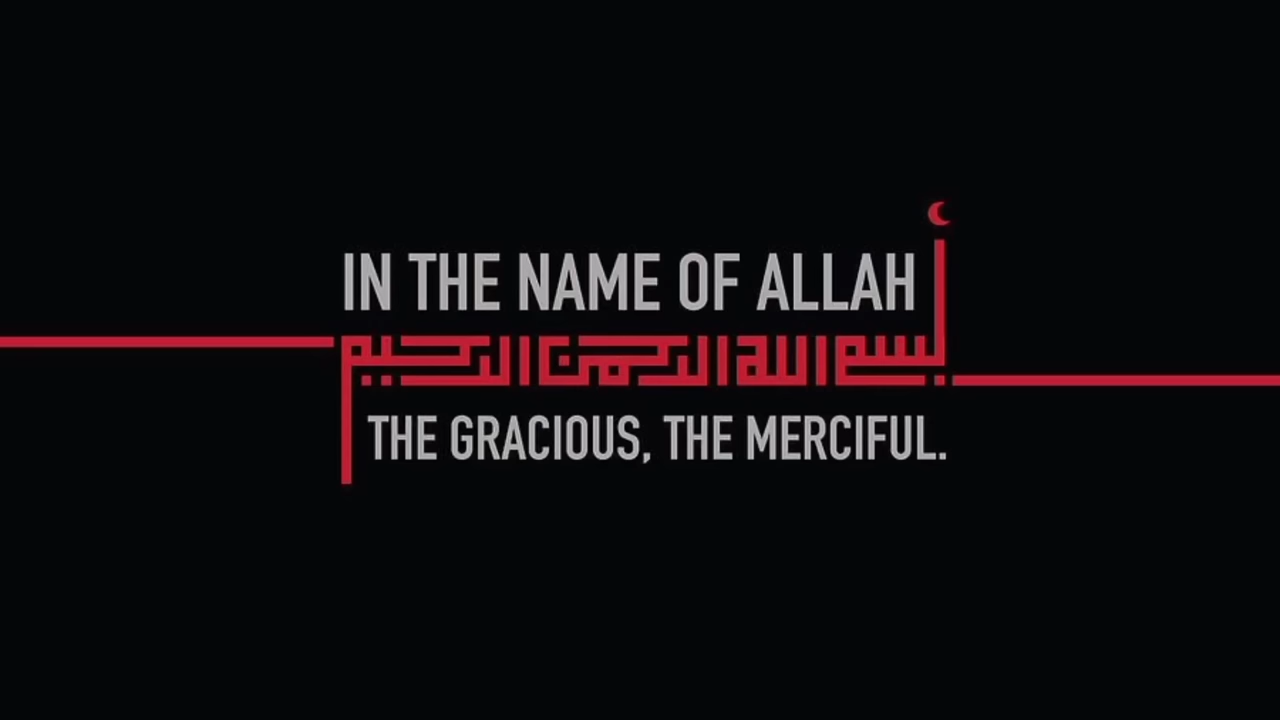 IN THE NAME OF ALLAH
بسم الله الرحمن الرحيم
THE GRACIOUS, THE MERCIFUL.